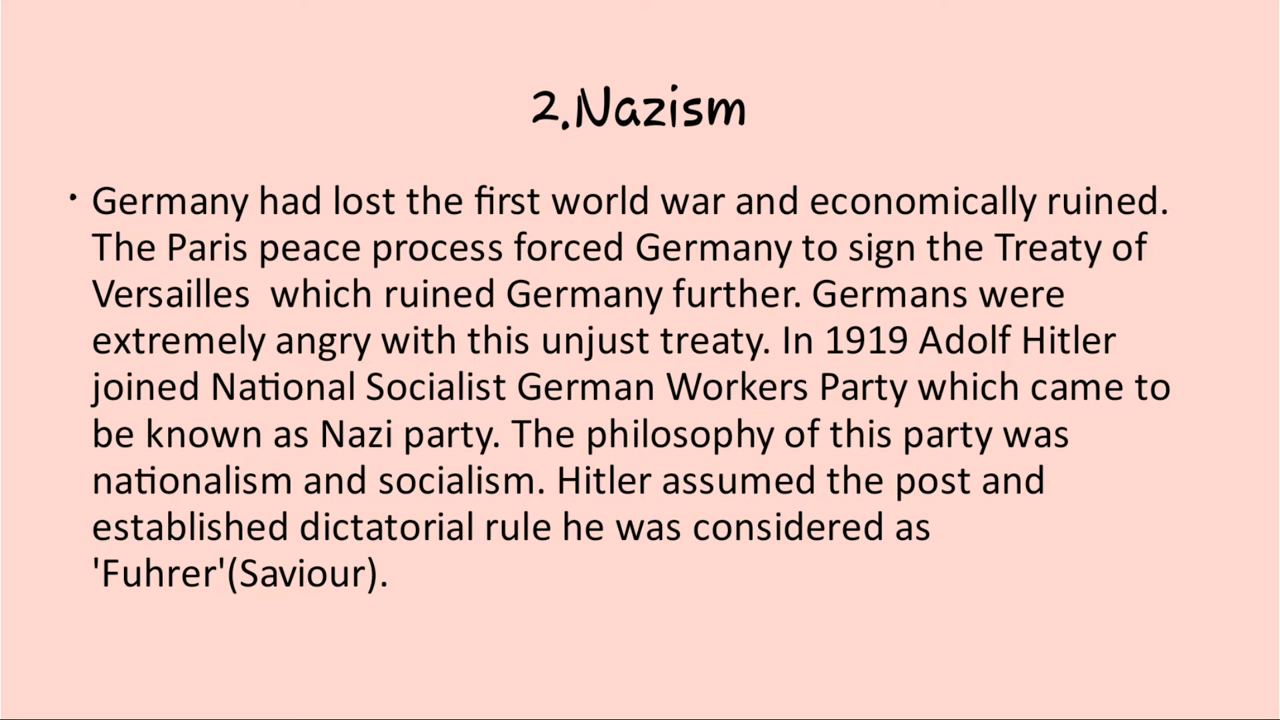 2.Nazism
• Germany had lost the first world war and economically ruined.
The Paris peace process forced Germany to sign the Treaty of
Versailles  which ruined Germany further. Germans were
extremely angry with this unjust treaty. In 1919 Adolf Hitler
joined National Socialist German Workers Party which came to
be known as Nazi party. The philosophy of this party was
nationalism and socialism. Hitler assumed the post and
established dictatorial rule he was considered as
'Fuhrer'(Saviour).